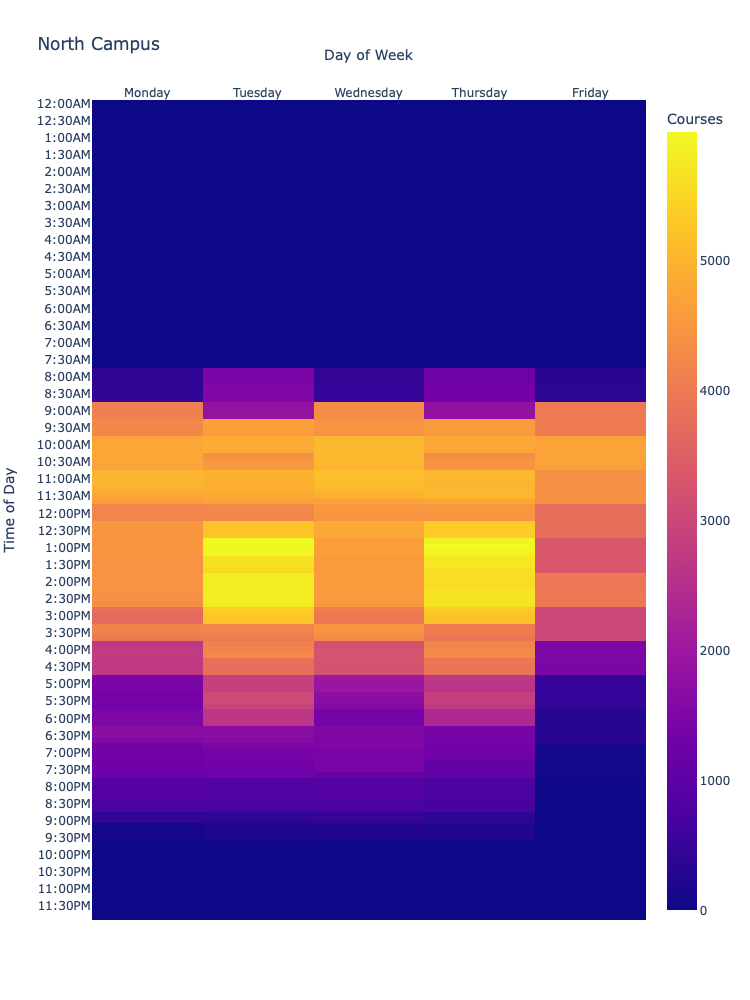 North Campus
Day of Week
Monday Tuesday Wednesday Thursday Friday
Courses
12:00AM
12:30AM
1:00AM
1:30AM
2:00AM
2:30AM
3:00AM
3:30AM
4:00AM
4:30AM
5:00AM
5:30AM
6:00AM
6:30AM
7:00AM
7:30AM
8:00AM
8:30AM
9:00AM
9:30AM
10:00AM
10:30AM
11:00AM
11:30AM
12:00PM
12:30PM
1:00PM
1:30PM
2:00PM
2:30PM
3:00PM
3:30PM
4:00PM
4:30PM
5:00PM
5:30PM
6:00PM
6:30PM
7:00PM
7:30PM
8:00PM
8:30PM
9:00PM
9:30PM
10:00PM
10:30PM
11:00PM
11:30PM
Time of Day
5000
4000
3000
2000
1000
0